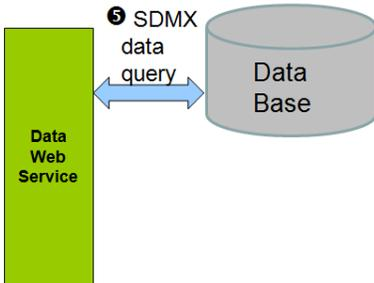 ❺ SDMX
data
query
Data
Base
Data
Web
Service